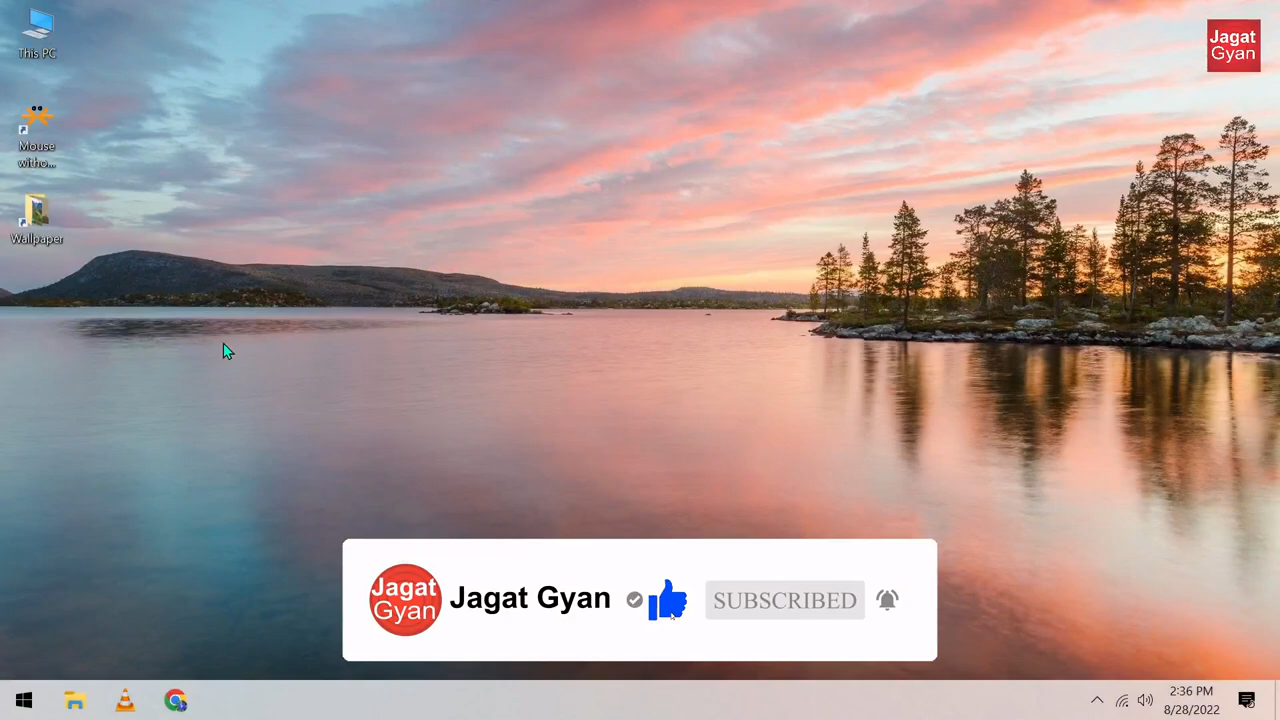 This PC
Jagat
Gyan
Mouse
witho...
Wallpaper
Jagat
Gyan
Jagat Gyan
SUBSCRIBED
2:36 PM
8/28/2022